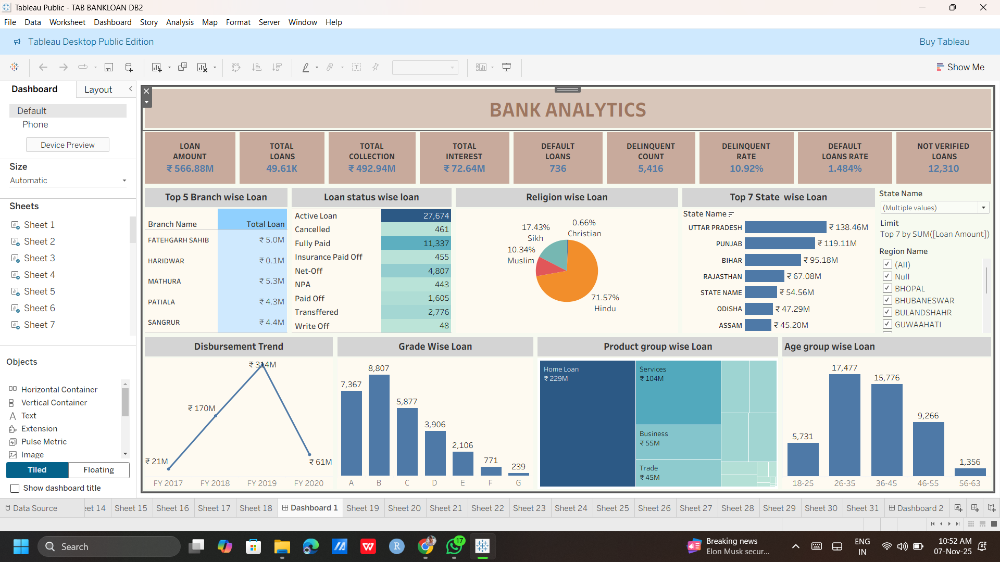 Tableau Public - TAB BANKLOAN DB2
File Data Worksheet Dashboard Story Analysis Map Format Server Window Help
Tableau Desktop Public Edition
Buy Tableau
Show Me
Dashboard Layout
Default
Phone
Device Preview
Size
Automatic
Sheets
Sheet 1
Sheet 2
Sheet 3
Sheet 4
Sheet 5
Sheet 6
Sheet 7
Objects
Horizontal Container
Vertical Container
Text
Extension
Pulse Metric
Image
Tiled Floating
Show dashboard title
BANK ANALYTICS
LOAN
AMOUNT
₹ 566.88M
TOTAL
LOANS
49.61K
TOTAL
COLLECTION
₹ 492.94M
TOTAL
INTEREST
₹ 72.64M
DEFAULT
LOANS
736
DELINQUENT
COUNT
5,416
DELINQUENT
RATE
10.92%
DEFAULT
LOANS RATE
1.484%
NOT VERIFIED
LOANS
12,310
Top 5 Branch wise Loan
Branch Name Total Loan
FATEHGARH SAHIB ₹ 5.0M
HARIDWAR ₹ 0.1M
MATHURA ₹ 5.3M
PATIALA ₹ 4.3M
SANGRUR ₹ 4.4M
Loan status wise loan
Active Loan 27,674
Cancelled 461
Fully Paid 11,337
Insurance Paid Off 455
Net-Off 4,807
NPA 443
Paid Off 1,605
Transffered 2,776
Write Off 48
Religion wise Loan
0.66%
Christian
17.43%
Sikh
10.34%
Muslim
71.57%
Hindu
Top 7 State wise Loan
State Name
UTTAR PRADESH ₹ 138.46M
PUNJAB ₹ 119.11M
BIHAR ₹ 95.18M
RAJASTHAN ₹ 67.08M
STATE NAME ₹ 54.56M
ODISHA ₹ 47.29M
ASSAM ₹ 45.20M
State Name
(Multiple values)
Limit
Top 7 by SUM([Loan Amount])
Region Name
(All)
Null
BHOPAL
BHUBANESWAR
BULANDSHAHR
GUWAAHATI
Disbursement Trend
₹ 314M
₹ 170M
₹ 21M
₹ 61M
FY 2017 FY 2018 FY 2019 FY 2020
Grade Wise Loan
7,367
8,807
5,877
3,906
2,106
771
239
A B C D E F G
Product group wise Loan
Home Loan
₹ 229M
Services
₹ 104M
Business
₹ 55M
Trade
₹ 45M
Age group wise Loan
5,731
17,477
15,776
9,266
1,356
18-25 26-35 36-45 46-55 56-63
Data Source eet 14 Sheet 15 Sheet 16 Sheet 17 Sheet 18 Dashboard 1 Sheet 19 Sheet 20 Sheet 21 Sheet 22 Sheet 23 Sheet 24 Sheet 25 Sheet 26 Sheet 27 Sheet 28 Sheet 29 Sheet 30 Sheet 31 Dashboard 2
Search
17
Breaking news
Elon Musk secur...
ENG
IN
10:52 AM
07-Nov-25